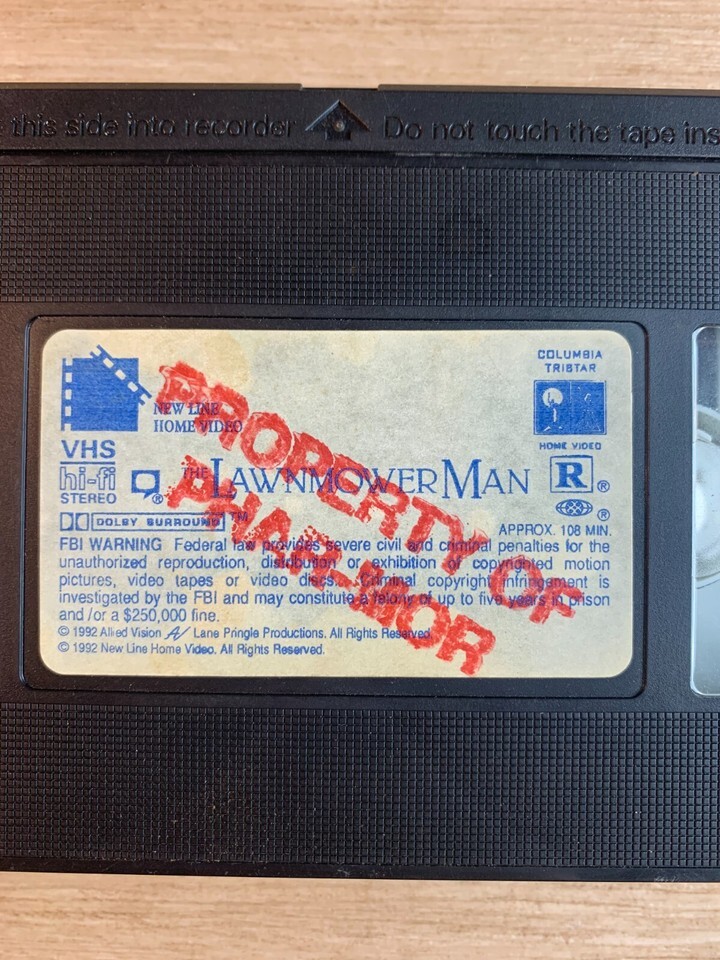 this side into recorder Do not touch the tape ins
COLUMBIA
TRISTAR
HOME VIDEO
NEW LINE
HOME VIDEO
VHS
hi-fi
STEREO
THE LAWNMOWER MAN
R ®
®
DOLBY SURROUND ™
APPROX. 108 MIN.
FBI WARNING Federal law provides severe civil and criminal penalties for the
unauthorized reproduction, distribution or exhibition of copyrighted motion
pictures, video tapes or video discs. Criminal copyright infringement is
investigated by the FBI and may constitute a felony of up to five years in prison
and /or a $250,000 fine.
© 1992 Allied Vision Lane Pringle Productions. All Rights Reserved.
© 1992 New Line Home Video. All Rights Reserved.
PROPERTY OF